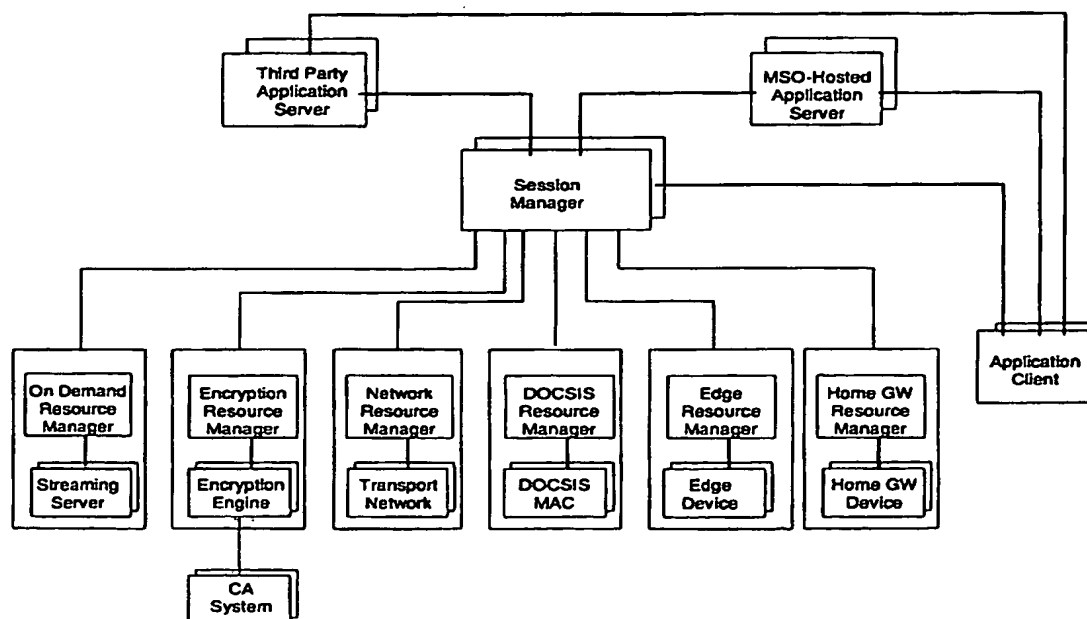 Third Party
Application
Server
MSO-Hosted
Application
Server
Session
Manager
Application
Client
On Demand
Resource
Manager
Streaming
Server
Encryption
Resource
Manager
Encryption
Engine
Network
Resource
Manager
Transport
Network
DOCSIS
Resource
Manager
DOCSIS
MAC
Edge
Resource
Manager
Edge
Device
Home GW
Resource
Manager
Home GW
Device
CA
System